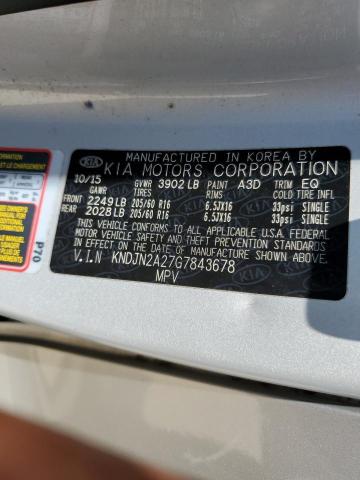 MANUFACTURED IN KOREA BY
KIA KIA MOTORS CORPORATION
10/15 GVWR 3902 LB PAINT A3D TRIM EQ
GAWR TIRES RIMS COLD TIRE INFL
FRONT 2249 LB 205/60 R16 6.5JX16 33psi SINGLE
REAR 2028 LB 205/60 R16 6.5JX16 33psi SINGLE
THIS VEHICLE CONFORMS TO ALL APPLICABLE U.S.A. FEDERAL
MOTOR VEHICLE SAFETY, BUMPER, AND THEFT PREVENTION STANDARDS
IN EFFECT ON THE DATE OF MANUFACTURE SHOWN ABOVE.
V.I.N KNDJN2A27G7843678
MPV
P70